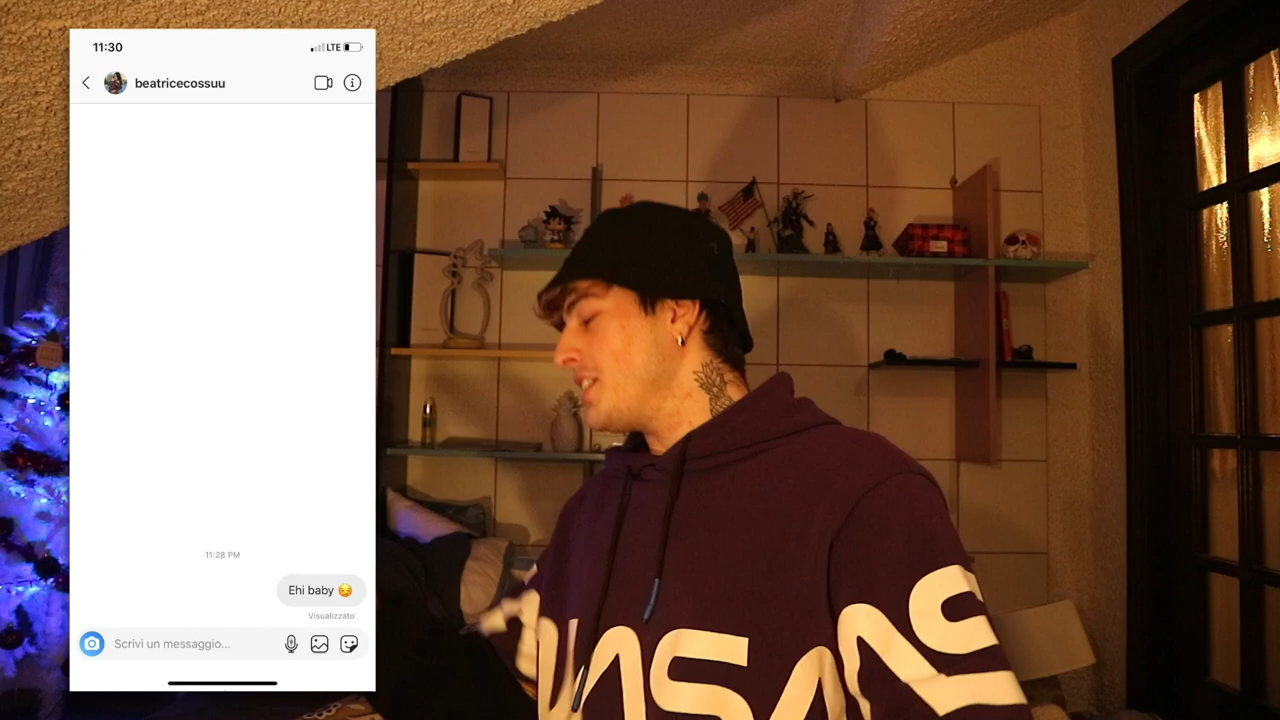 11:30
LTE
beatricecossuu
11:28 PM
Ehi baby 😏
Visualizzato
Scrivi un messaggio...
NASA